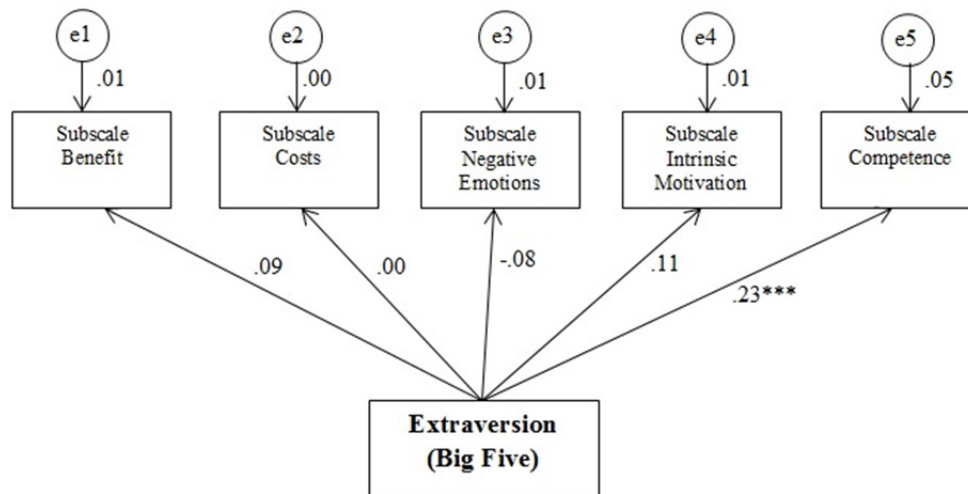 e1
e2
e3
e4
e5
.01
.00
.01
.01
.05
Subscale
Benefit
Subscale
Costs
Subscale
Negative
Emotions
Subscale
Intrinsic
Motivation
Subscale
Competence
.09
.00
-.08
.11
.23***
Extraversion
(Big Five)